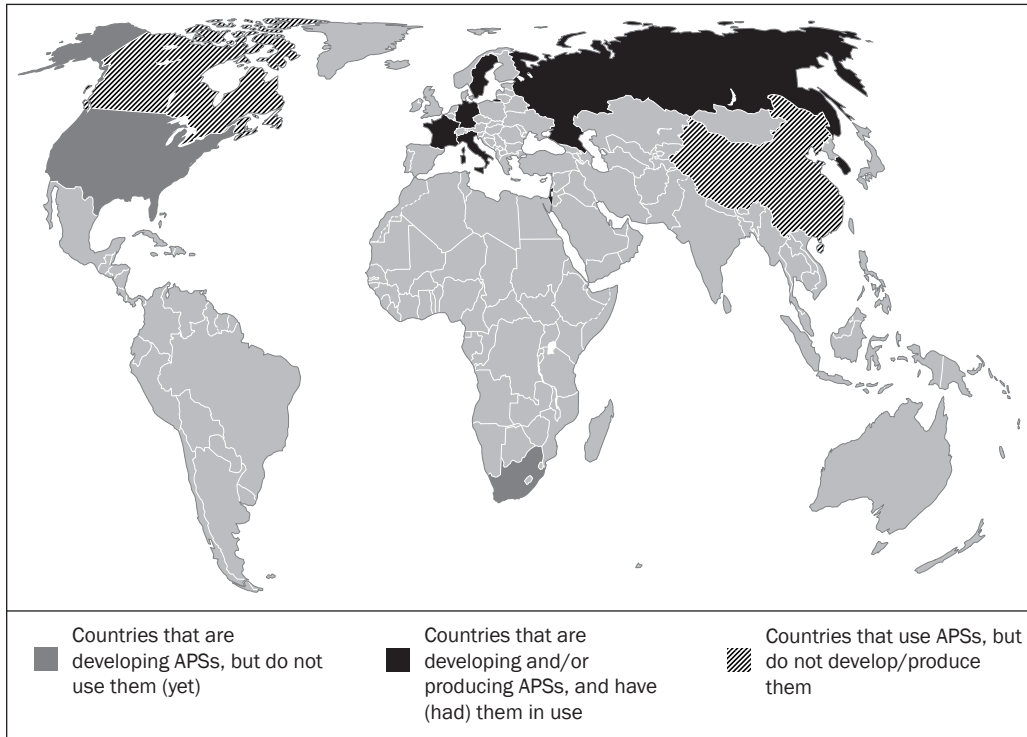 Countries that are
developing APSs, but do not
use them (yet)
Countries that are
developing and/or
producing APSs, and have
(had) them in use
Countries that use APSs, but
do not develop/produce
them